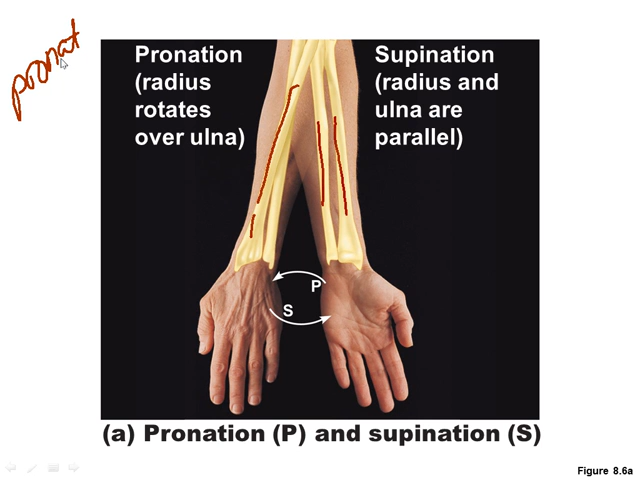 pronat
Pronation
(radius
rotates
over ulna)
Supination
(radius and
ulna are
parallel)
P
S
(a) Pronation (P) and supination (S)
Figure 8.6a